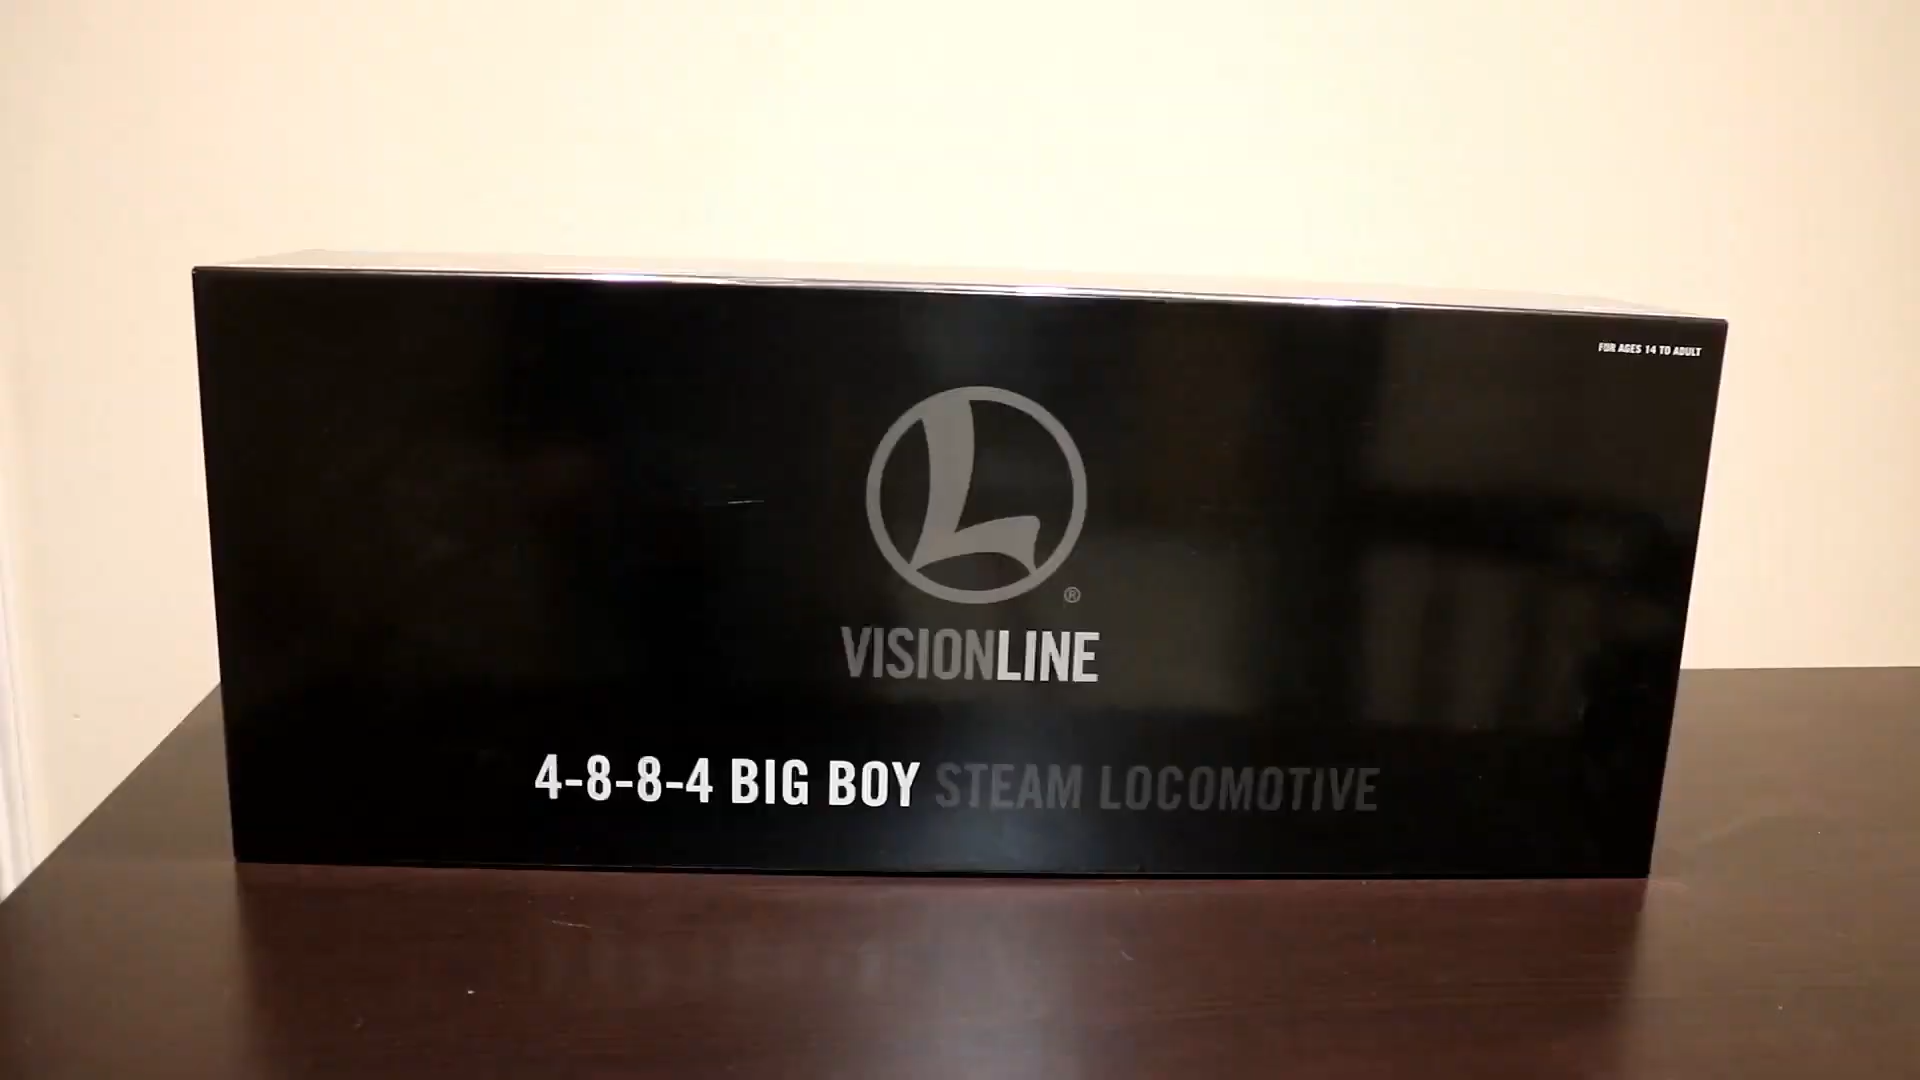 FOR AGES 14 TO ADULT
L
®
VISIONLINE
4-8-8-4 BIG BOY STEAM LOCOMOTIVE